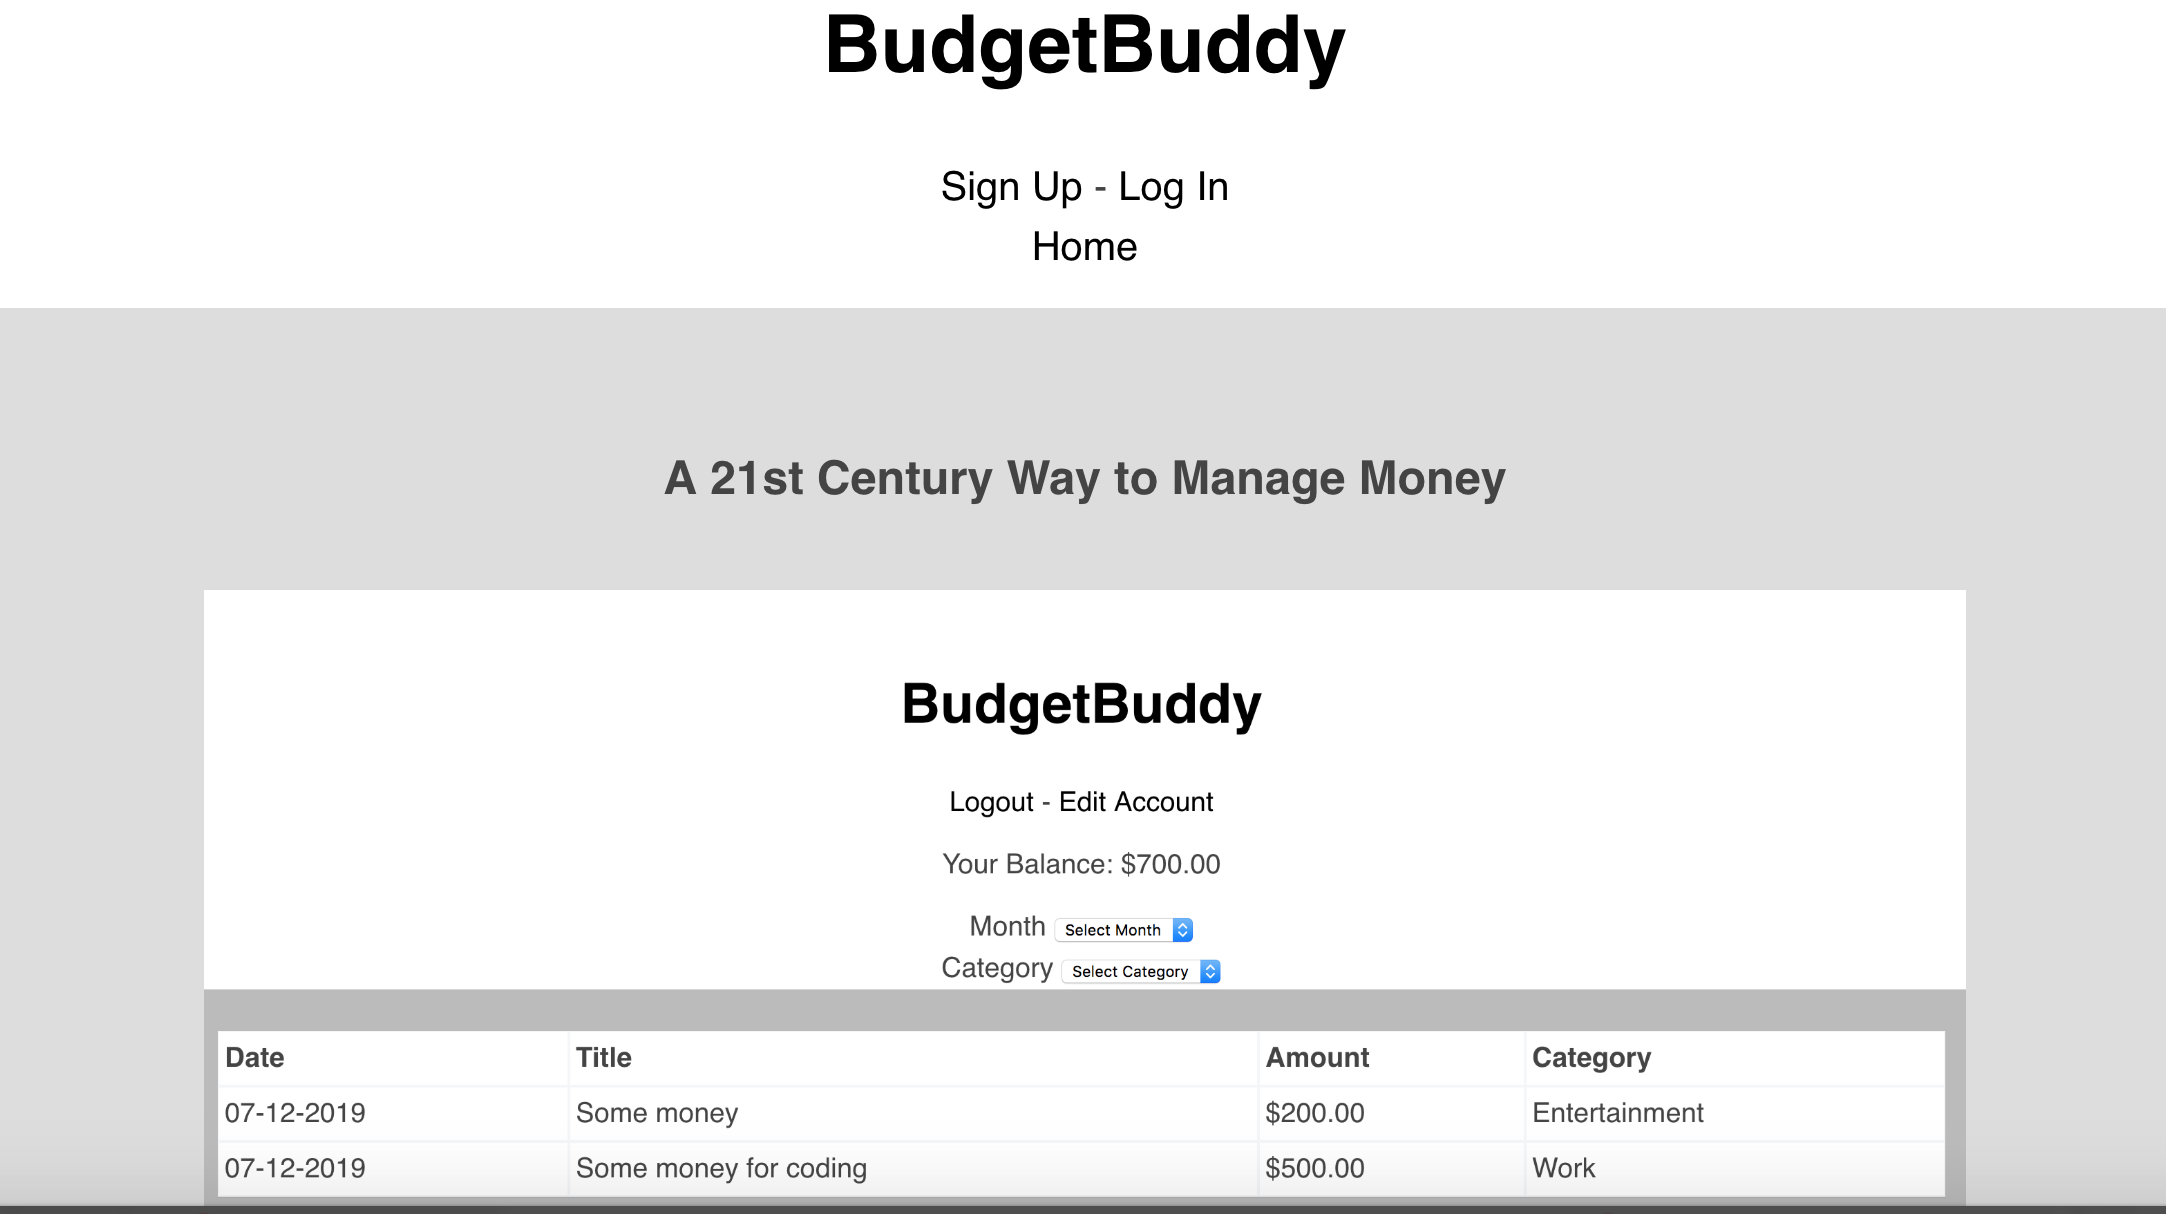 BudgetBuddy
Sign Up - Log In
Home
A 21st Century Way to Manage Money
BudgetBuddy
Logout - Edit Account
Your Balance: $700.00
Month Select Month
Category Select Category
Date Title Amount Category
07-12-2019 Some money $200.00 Entertainment
07-12-2019 Some money for coding $500.00 Work